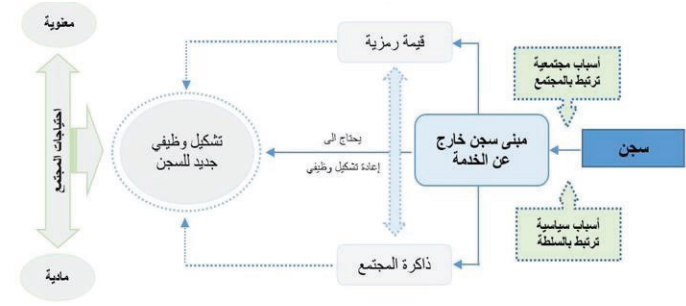 سجن
أسباب مجتمعية
ترتبط بالمجتمع
أسباب سياسية
ترتبط بالسلطة
مبنى سجن خارج
عن الخدمة
قيمة رمزية
ذاكرة المجتمع
يحتاج الى
إعادة تشكيل وظيفي
تشكيل وظيفي
جديد للسجن
احتياجات المجتمع
معنوية
مادية